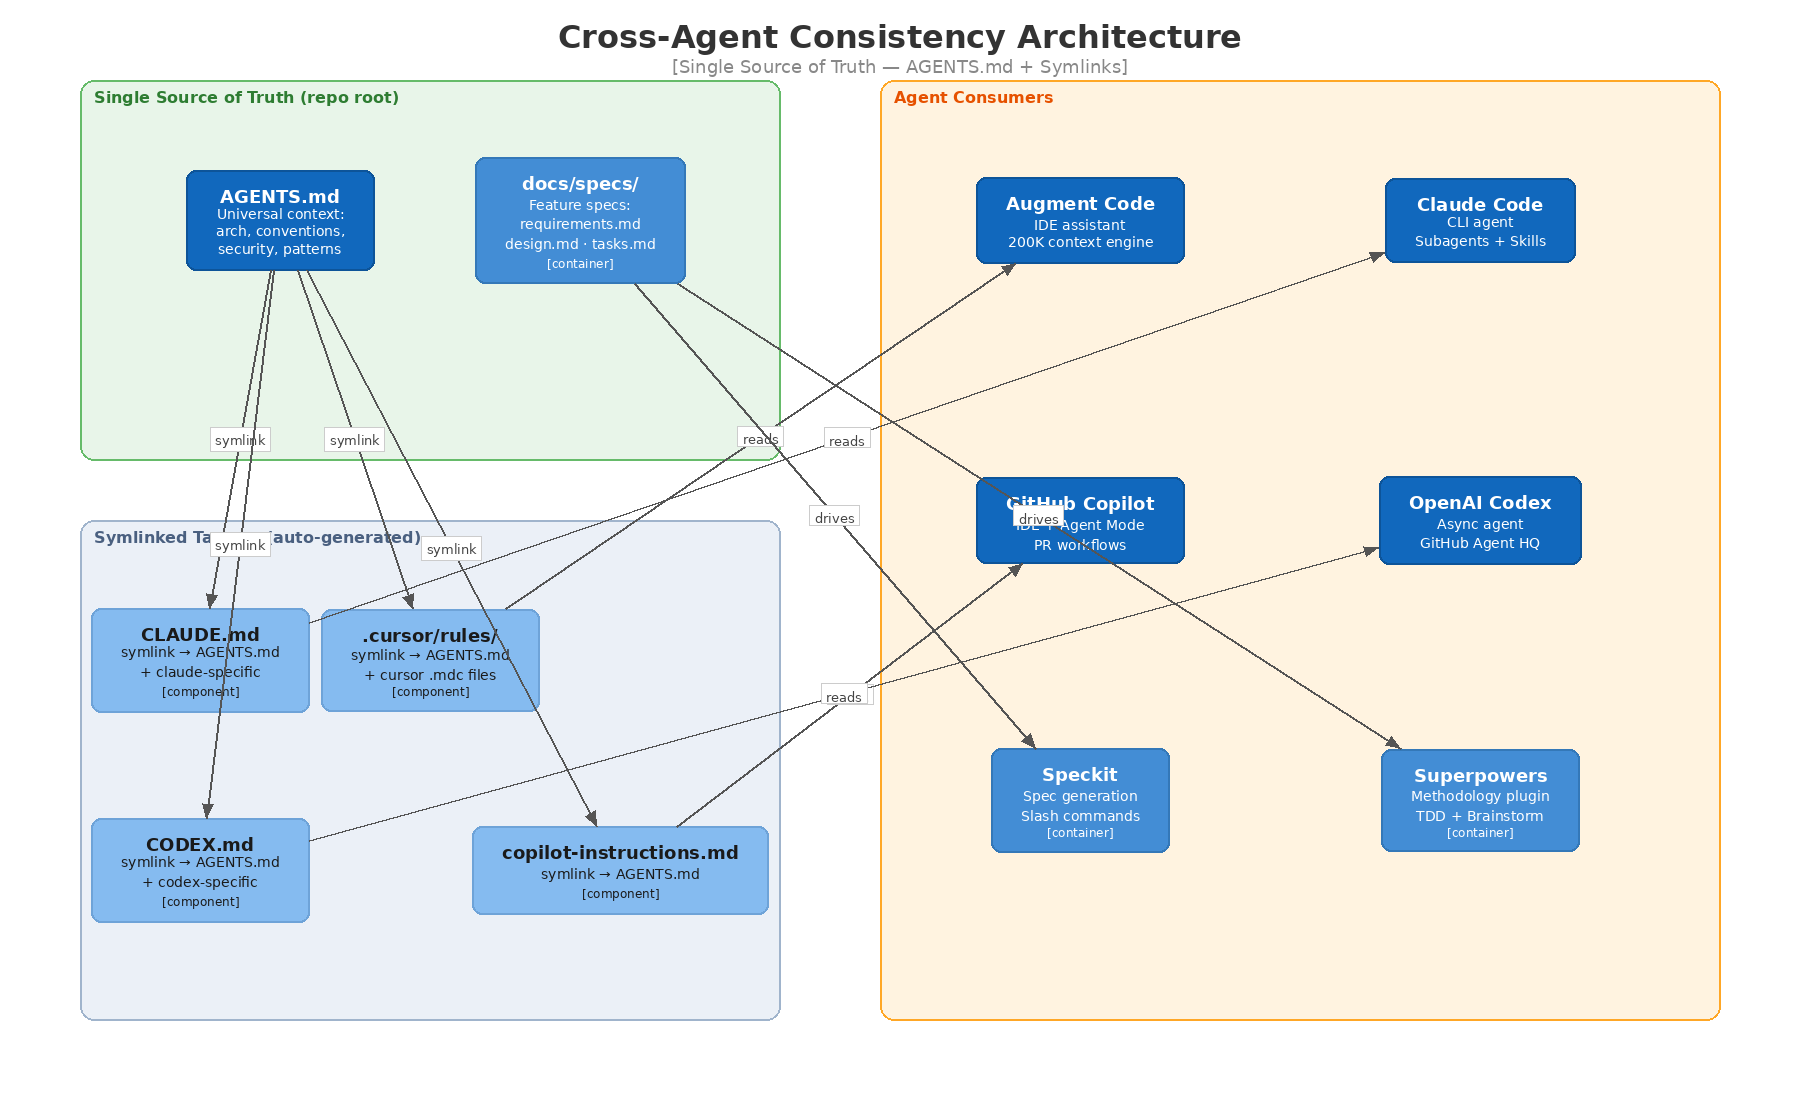 Cross-Agent Consistency Architecture
[Single Source of Truth — AGENTS.md + Symlinks]
Single Source of Truth (repo root)
AGENTS.md
Universal context:
arch, conventions,
security, patterns
docs/specs/
Feature specs:
requirements.md
design.md · tasks.md
[container]
symlink
symlink
symlink
symlink
Symlinked (auto-generated)
CLAUDE.md
symlink → AGENTS.md
+ claude-specific
[component]
.cursor/rules/
symlink → AGENTS.md
+ cursor .mdc files
[component]
CODEX.md
symlink → AGENTS.md
+ codex-specific
[component]
copilot-instructions.md
symlink → AGENTS.md
[component]
reads
reads
reads
drives
drives
Agent Consumers
Augment Code
IDE assistant
200K context engine
Claude Code
CLI agent
Subagents + Skills
GitHub Copilot
IDE + Agent Mode
PR workflows
OpenAI Codex
Async agent
GitHub Agent HQ
Speckit
Spec generation
Slash commands
[container]
Superpowers
Methodology plugin
TDD + Brainstorm
[container]